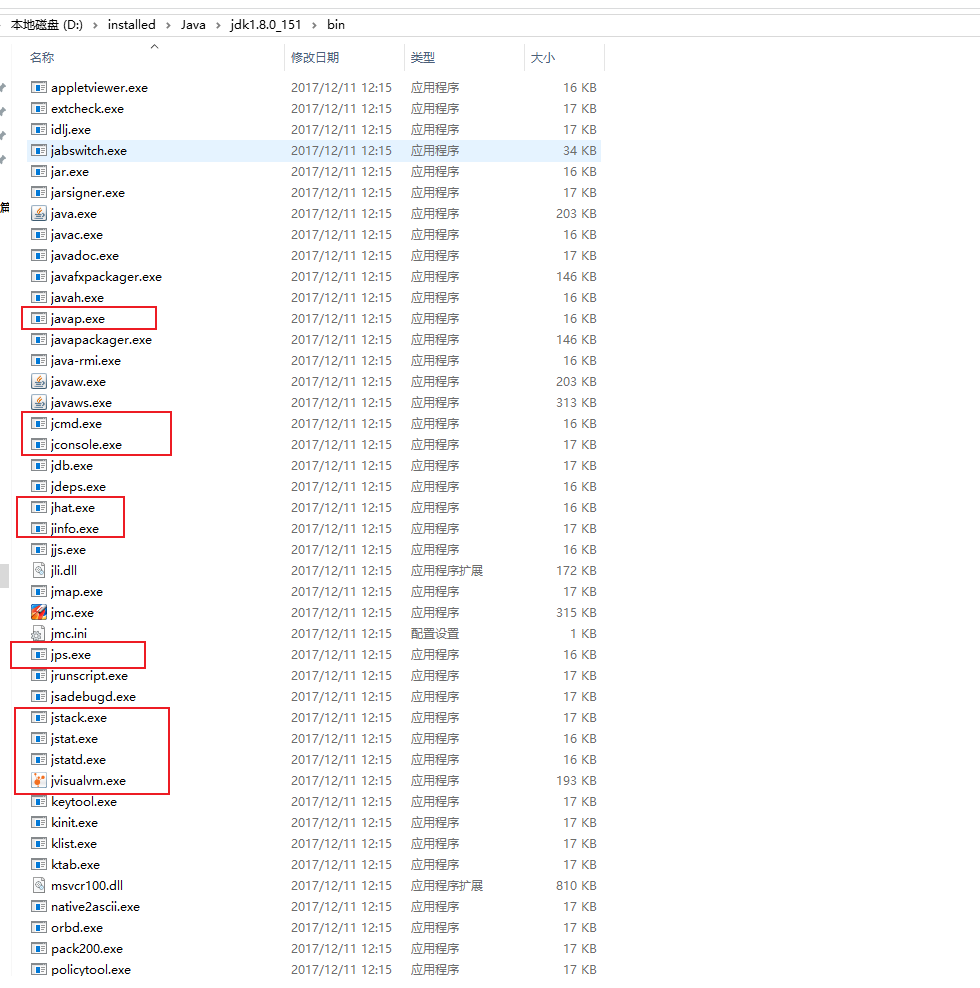 本地磁盘 (D:) > installed > Java > jdk1.8.0_151 > bin
名称 修改日期 类型 大小
appletviewer.exe 2017/12/11 12:15 应用程序 16 KB
extcheck.exe 2017/12/11 12:15 应用程序 17 KB
idlj.exe 2017/12/11 12:15 应用程序 17 KB
jabswitch.exe 2017/12/11 12:15 应用程序 34 KB
jar.exe 2017/12/11 12:15 应用程序 16 KB
jarsigner.exe 2017/12/11 12:15 应用程序 17 KB
java.exe 2017/12/11 12:15 应用程序 203 KB
javac.exe 2017/12/11 12:15 应用程序 16 KB
javadoc.exe 2017/12/11 12:15 应用程序 17 KB
javafxpackager.exe 2017/12/11 12:15 应用程序 146 KB
javah.exe 2017/12/11 12:15 应用程序 16 KB
javap.exe 2017/12/11 12:15 应用程序 16 KB
javapackager.exe 2017/12/11 12:15 应用程序 146 KB
java-rmi.exe 2017/12/11 12:15 应用程序 16 KB
javaw.exe 2017/12/11 12:15 应用程序 203 KB
javaws.exe 2017/12/11 12:15 应用程序 313 KB
jcmd.exe 2017/12/11 12:15 应用程序 16 KB
jconsole.exe 2017/12/11 12:15 应用程序 17 KB
jdb.exe 2017/12/11 12:15 应用程序 17 KB
jdeps.exe 2017/12/11 12:15 应用程序 16 KB
jhat.exe 2017/12/11 12:15 应用程序 16 KB
jinfo.exe 2017/12/11 12:15 应用程序 17 KB
jjs.exe 2017/12/11 12:15 应用程序 16 KB
jli.dll 2017/12/11 12:15 应用程序扩展 172 KB
jmap.exe 2017/12/11 12:15 应用程序 17 KB
jmc.exe 2017/12/11 12:15 应用程序 315 KB
jmc.ini 2017/12/11 12:15 配置设置 1 KB
jps.exe 2017/12/11 12:15 应用程序 16 KB
jrunscript.exe 2017/12/11 12:15 应用程序 17 KB
jsadebugd.exe 2017/12/11 12:15 应用程序 17 KB
jstack.exe 2017/12/11 12:15 应用程序 17 KB
jstat.exe 2017/12/11 12:15 应用程序 16 KB
jstatd.exe 2017/12/11 12:15 应用程序 16 KB
jvisualvm.exe 2017/12/11 12:15 应用程序 193 KB
keytool.exe 2017/12/11 12:15 应用程序 17 KB
kinit.exe 2017/12/11 12:15 应用程序 17 KB
klist.exe 2017/12/11 12:15 应用程序 17 KB
ktab.exe 2017/12/11 12:15 应用程序 17 KB
msvcr100.dll 2017/12/11 12:15 应用程序扩展 810 KB
native2ascii.exe 2017/12/11 12:15 应用程序 17 KB
orbd.exe 2017/12/11 12:15 应用程序 17 KB
pack200.exe 2017/12/11 12:15 应用程序 17 KB
policytool.exe 2017/12/11 12:15 应用程序 17 KB